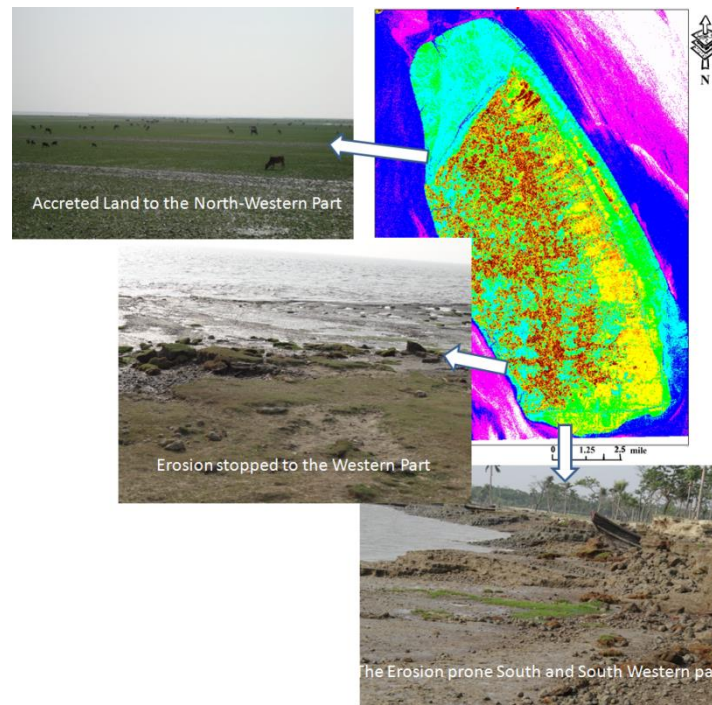 N
Accreted Land to the North-Western Part
Erosion stopped to the Western Part
0 1.25 2.5 mile
The Erosion prone South and South Western pa